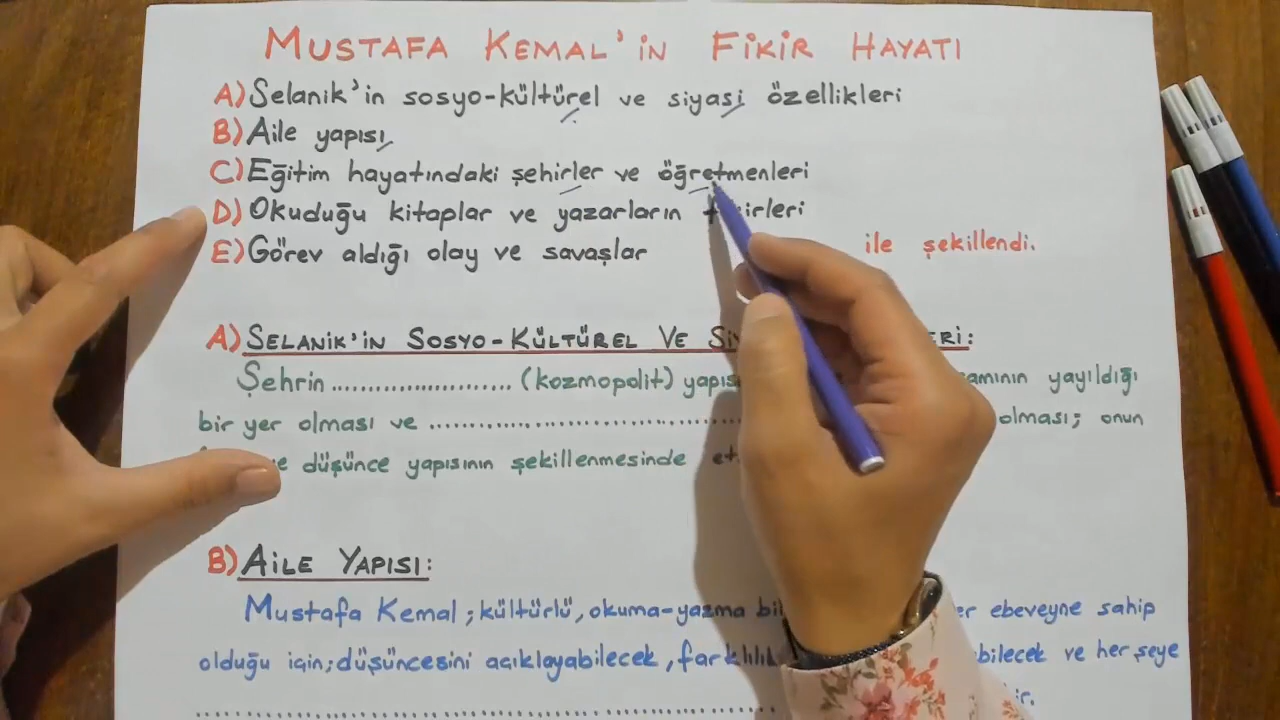 MUSTAFA KEMAL'İN FİKİR HAYATI
A) Selanik'in sosyo-kültürel ve siyasi özellikleri
B) Aile yapısı
C) Eğitim hayatındaki şehirler ve öğretmenleri
D) Okuduğu kitaplar ve yazarların
E) Görev aldığı olay ve savaşlar
ile şekillendi.
A) SELANİK'İN SOSYO-KÜLTÜREL VE
Şehrin ...................... (kozmopolit) yayıldığı
bir yer olması ve ................................ olması; onun
düşünce yapısının şekillenmesinde
B) AİLE YAPISI:
Mustafa Kemal; kültürlü, okuma-yazma ebeveyne sahip
olduğu için; düşüncesini açıklayabilecek, ve her şeye
................................................